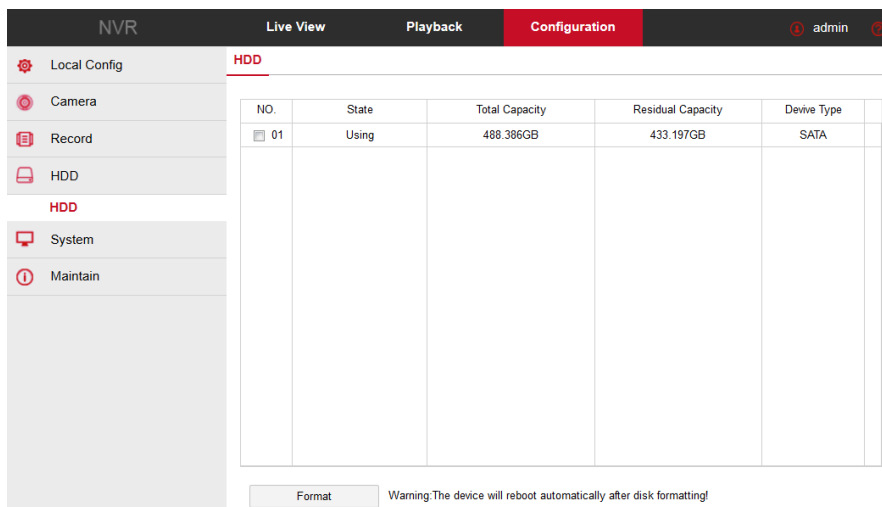 NVR Live View Playback Configuration admin
Local Config
HDD
Camera
NO. State Total Capacity Residual Capacity Devive Type
01 Using 488.386GB 433.197GB SATA
Record
HDD
HDD
System
Maintain
Format Warning:The device will reboot automatically after disk formatting!